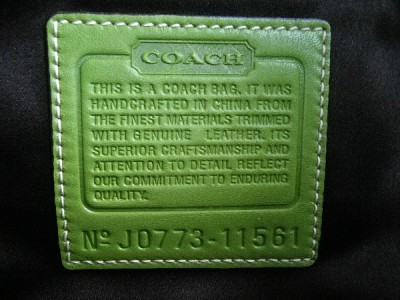 COACH
THIS IS A COACH BAG. IT WAS
HANDCRAFTED IN CHINA FROM
THE FINEST MATERIALS TRIMMED
WITH GENUINE LEATHER. ITS
SUPERIOR CRAFTSMANSHIP AND
ATTENTION TO DETAIL REFLECT
OUR COMMITMENT TO ENDURING
QUALITY.
Nº J0773-11561